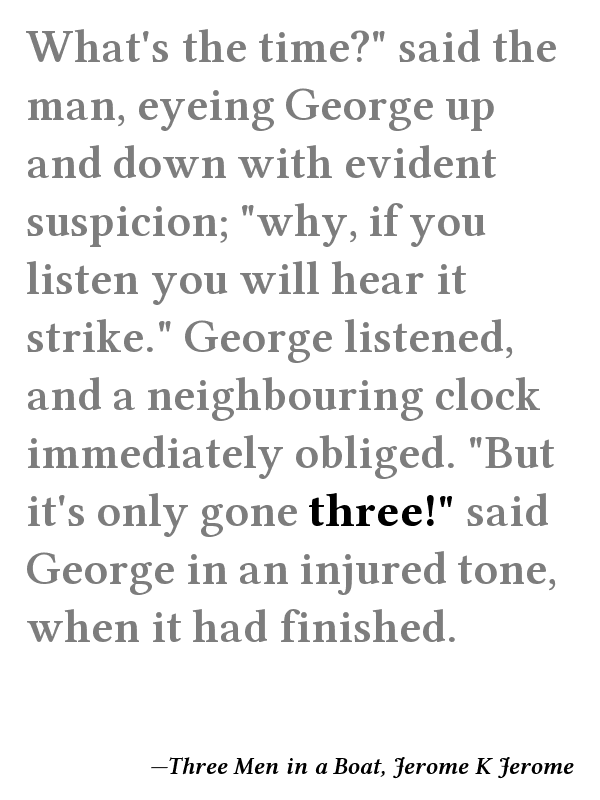 What's the time?" said the
man, eyeing George up
and down with evident
suspicion; "why, if you
listen you will hear it
strike." George listened,
and a neighbouring clock
immediately obliged. "But
it's only gone three!" said
George in an injured tone,
when it had finished.
—Three Men in a Boat, Jerome K Jerome